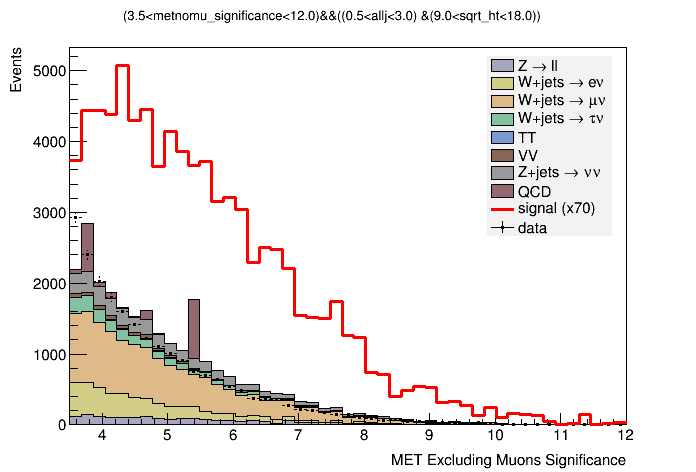 (3.5<metnomu_significance<12.0)&&((0.5<allj<3.0) &(9.0<sqrt_ht<18.0))
Events
5000
4000
3000
2000
1000
0
Z → ll
W+jets → eν
W+jets → μν
W+jets → τν
TT
VV
Z+jets → νν
QCD
signal (x70)
data
4 5 6 7 8 9 10 11 12
MET Excluding Muons Significance